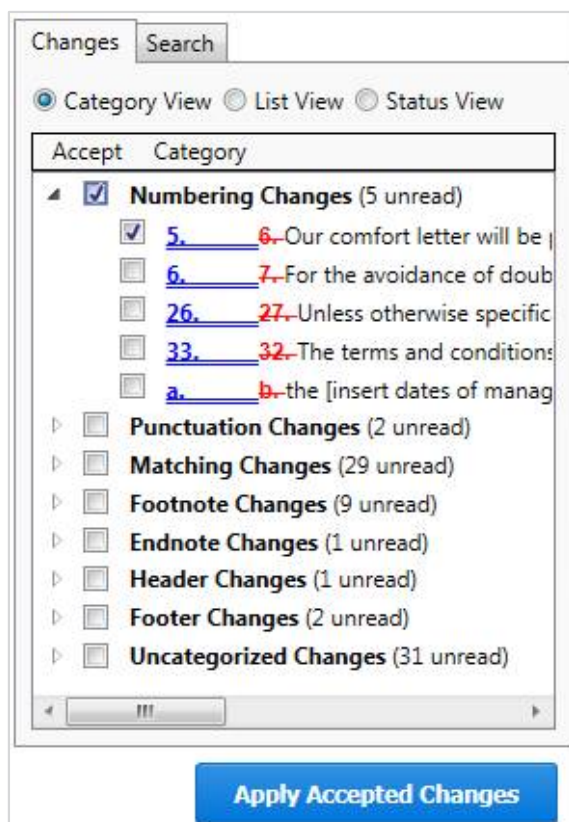 Changes Search
Category View List View Status View
Accept Category
Numbering Changes (5 unread)
5. 6. Our comfort letter will be
6. 7. For the avoidance of doub
26. 27. Unless otherwise specific
33. 32. The terms and conditions
a. b. the [insert dates of manag
Punctuation Changes (2 unread)
Matching Changes (29 unread)
Footnote Changes (9 unread)
Endnote Changes (1 unread)
Header Changes (1 unread)
Footer Changes (2 unread)
Uncategorized Changes (31 unread)
Apply Accepted Changes